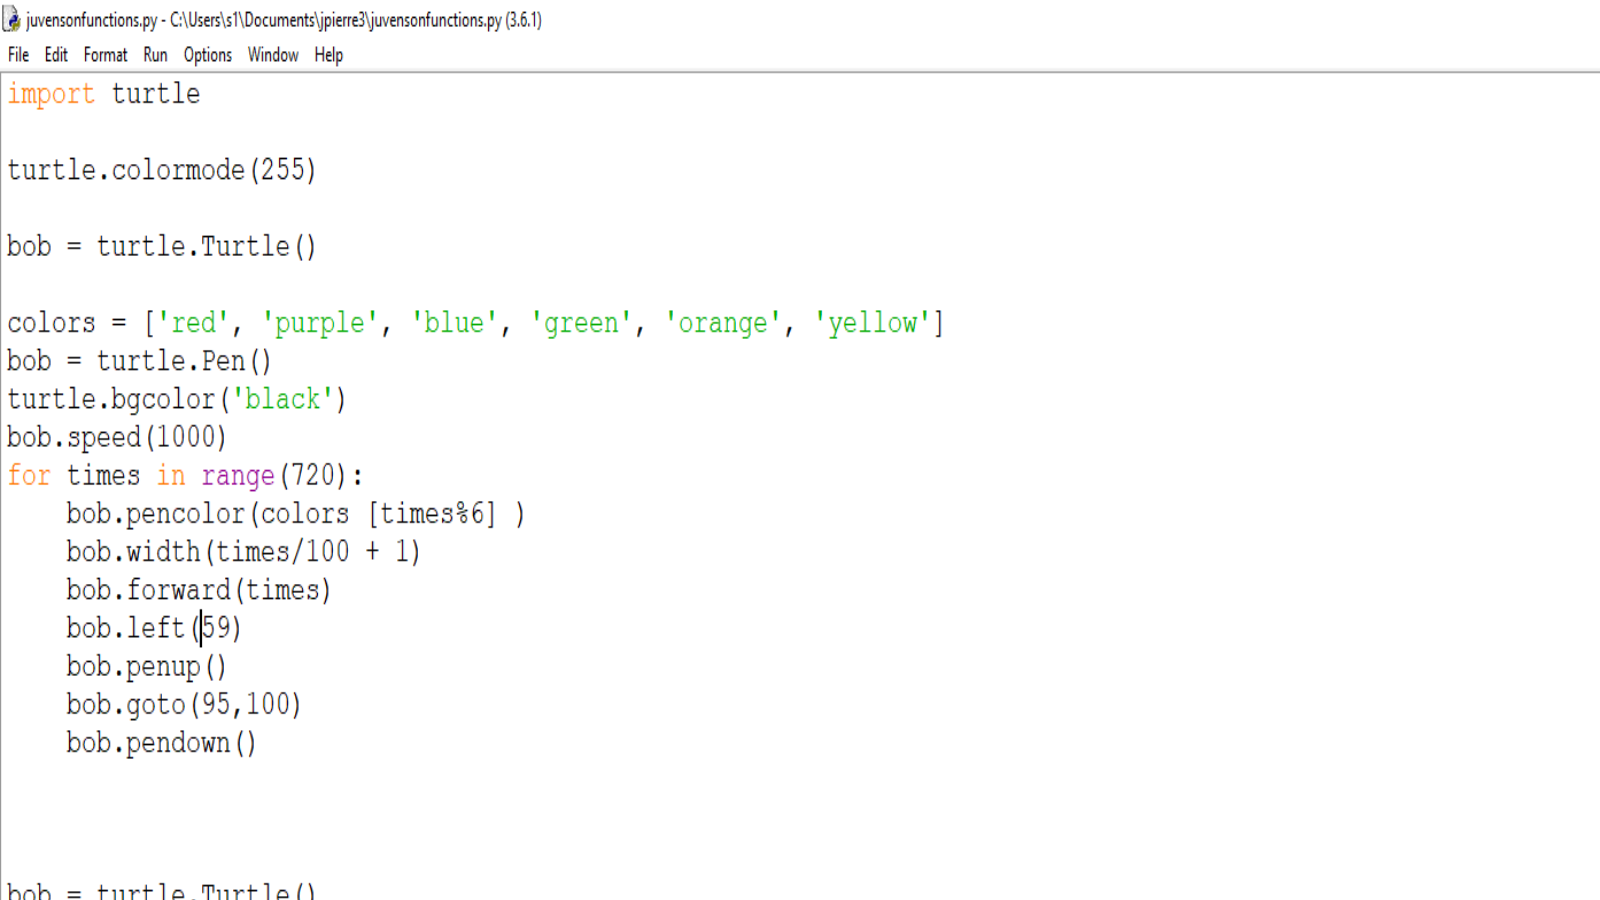 juvensonfunctions.py - C:\Users\s1\Documents\jpierre3\juvensonfunctions.py (3.6.1)
File Edit Format Run Options Window Help
import turtle
turtle.colormode(255)
bob = turtle.Turtle()
colors = ['red', 'purple', 'blue', 'green', 'orange', 'yellow']
bob = turtle.Pen()
turtle.bgcolor('black')
bob.speed(1000)
for times in range(720):
    bob.pencolor(colors [times%6] )
    bob.width(times/100 + 1)
    bob.forward(times)
    bob.left(59)
    bob.penup()
    bob.goto(95,100)
    bob.pendown()
bob = turtle.Turtle()